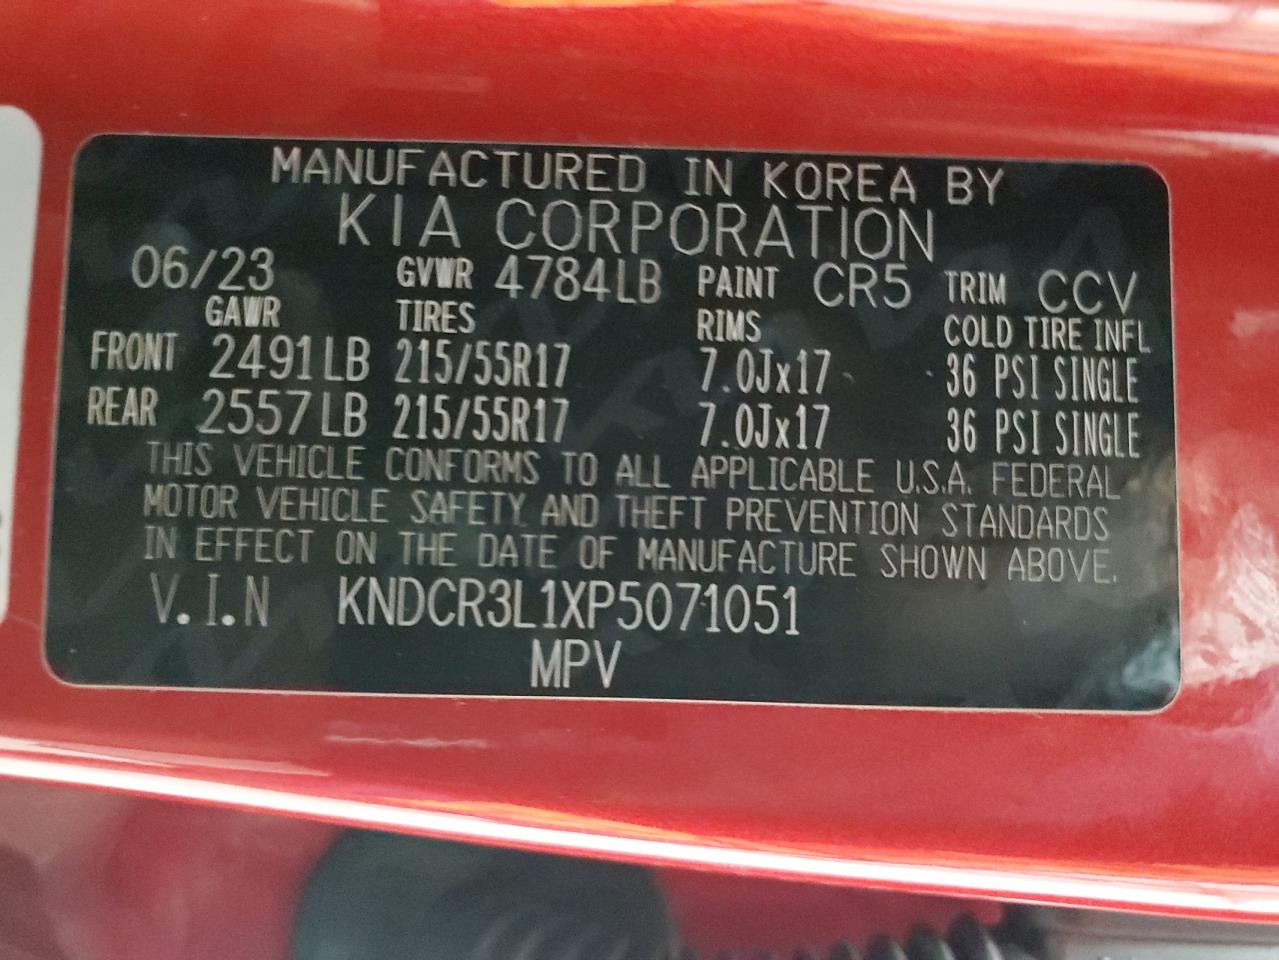 MANUFACTURED IN KOREA BY
KIA CORPORATION
06/23 GVWR 4784LB PAINT CR5 TRIM CCV
GAWR TIRES RIMS COLD TIRE INFL
FRONT 2491LB 215/55R17 7.0Jx17 36 PSI SINGLE
REAR 2557LB 215/55R17 7.0Jx17 36 PSI SINGLE
THIS VEHICLE CONFORMS TO ALL APPLICABLE U.S.A. FEDERAL
MOTOR VEHICLE SAFETY AND THEFT PREVENTION STANDARDS
IN EFFECT ON THE DATE OF MANUFACTURE SHOWN ABOVE.
V.I.N KNDCR3L1XP5071051
MPV